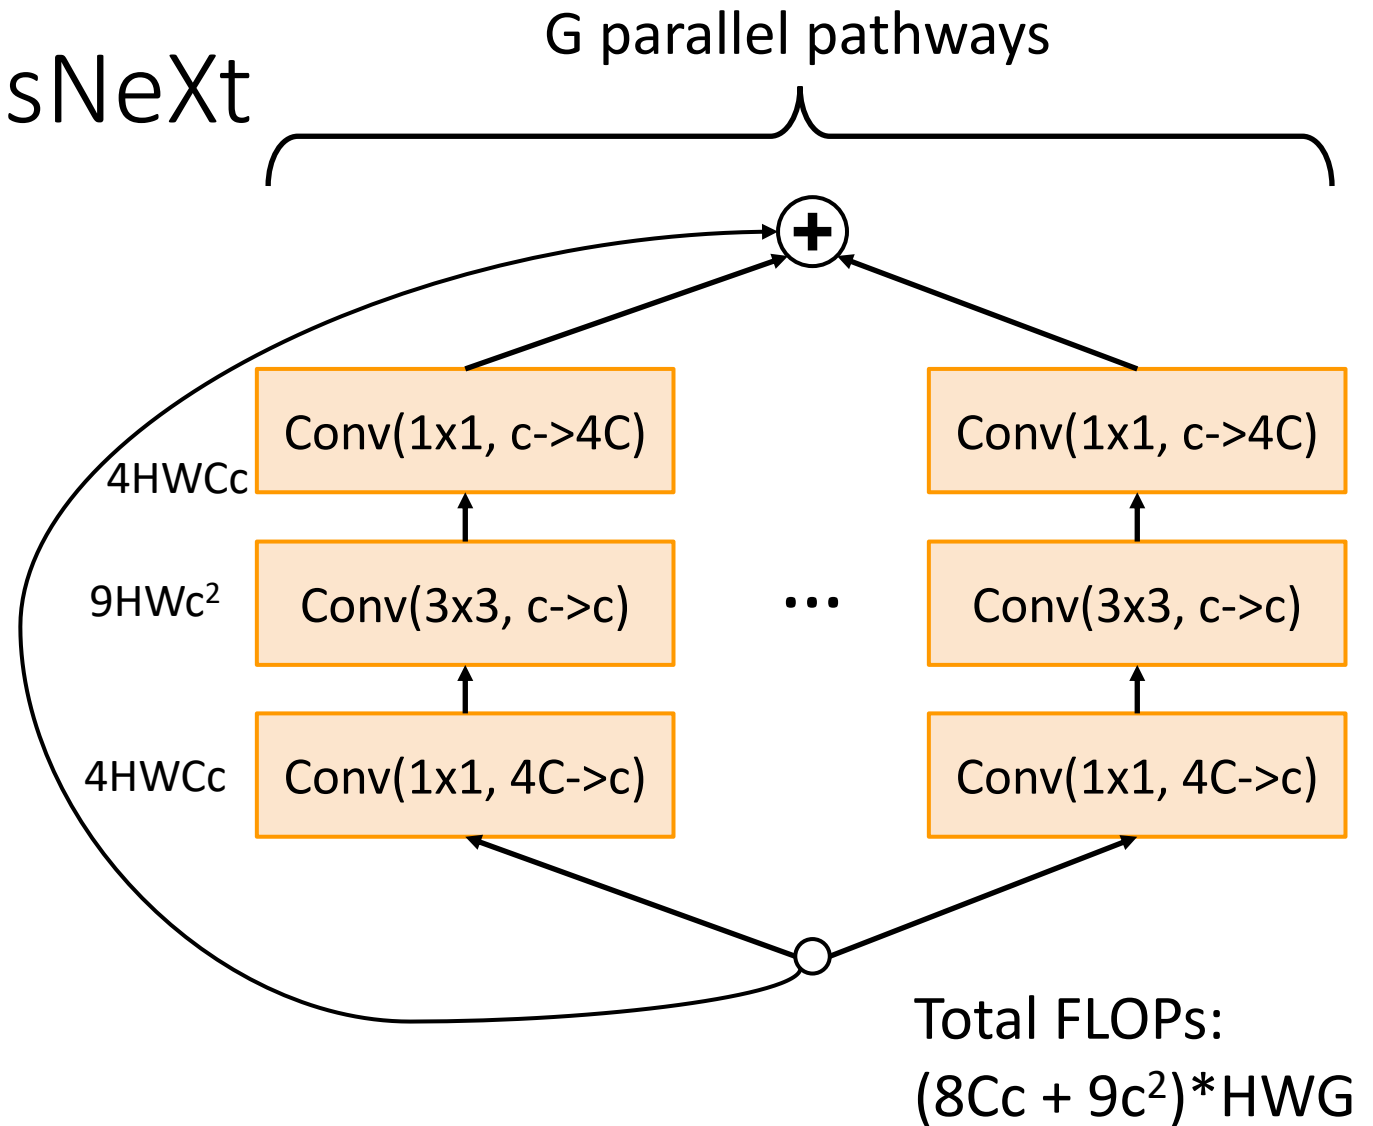 G parallel pathways
sNeXt
Conv(1x1, c->4C) Conv(1x1, c->4C)
4HWCc
9HWc² Conv(3x3, c->c) ... Conv(3x3, c->c)
4HWCc Conv(1x1, 4C->c) Conv(1x1, 4C->c)
Total FLOPs:
(8Cc + 9c²)*HWG